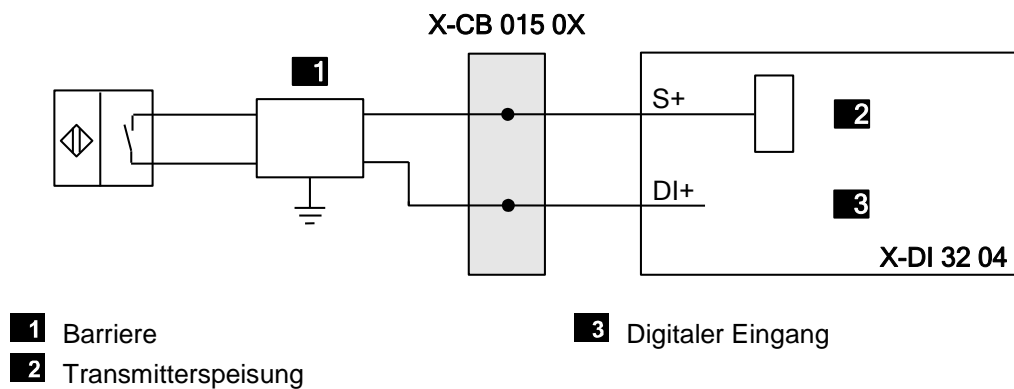 X-CB 015 0X
1
S+
2
DI+
3
X-DI 32 04
1 Barriere
3 Digitaler Eingang
2 Transmitterspeisung